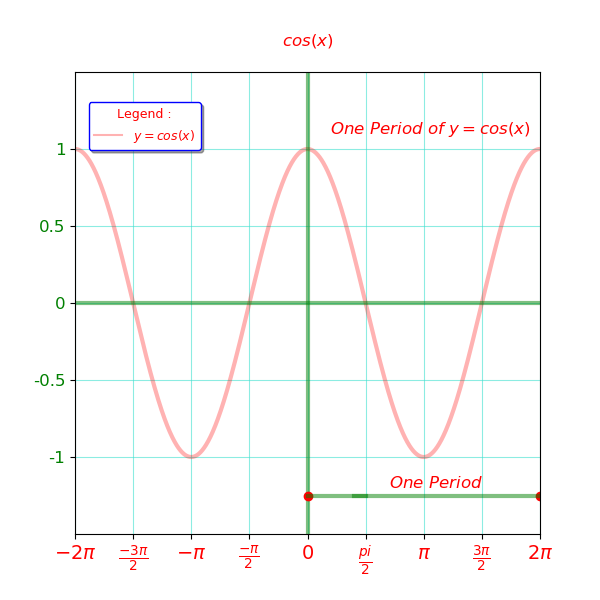 cos(x)
Legend :
y = cos(x)
One Period of y = cos(x)
1
0.5
0
-0.5
-1
One Period
−2π
−3π/2
−π
−π/2
0
pi/2
π
3π/2
2π